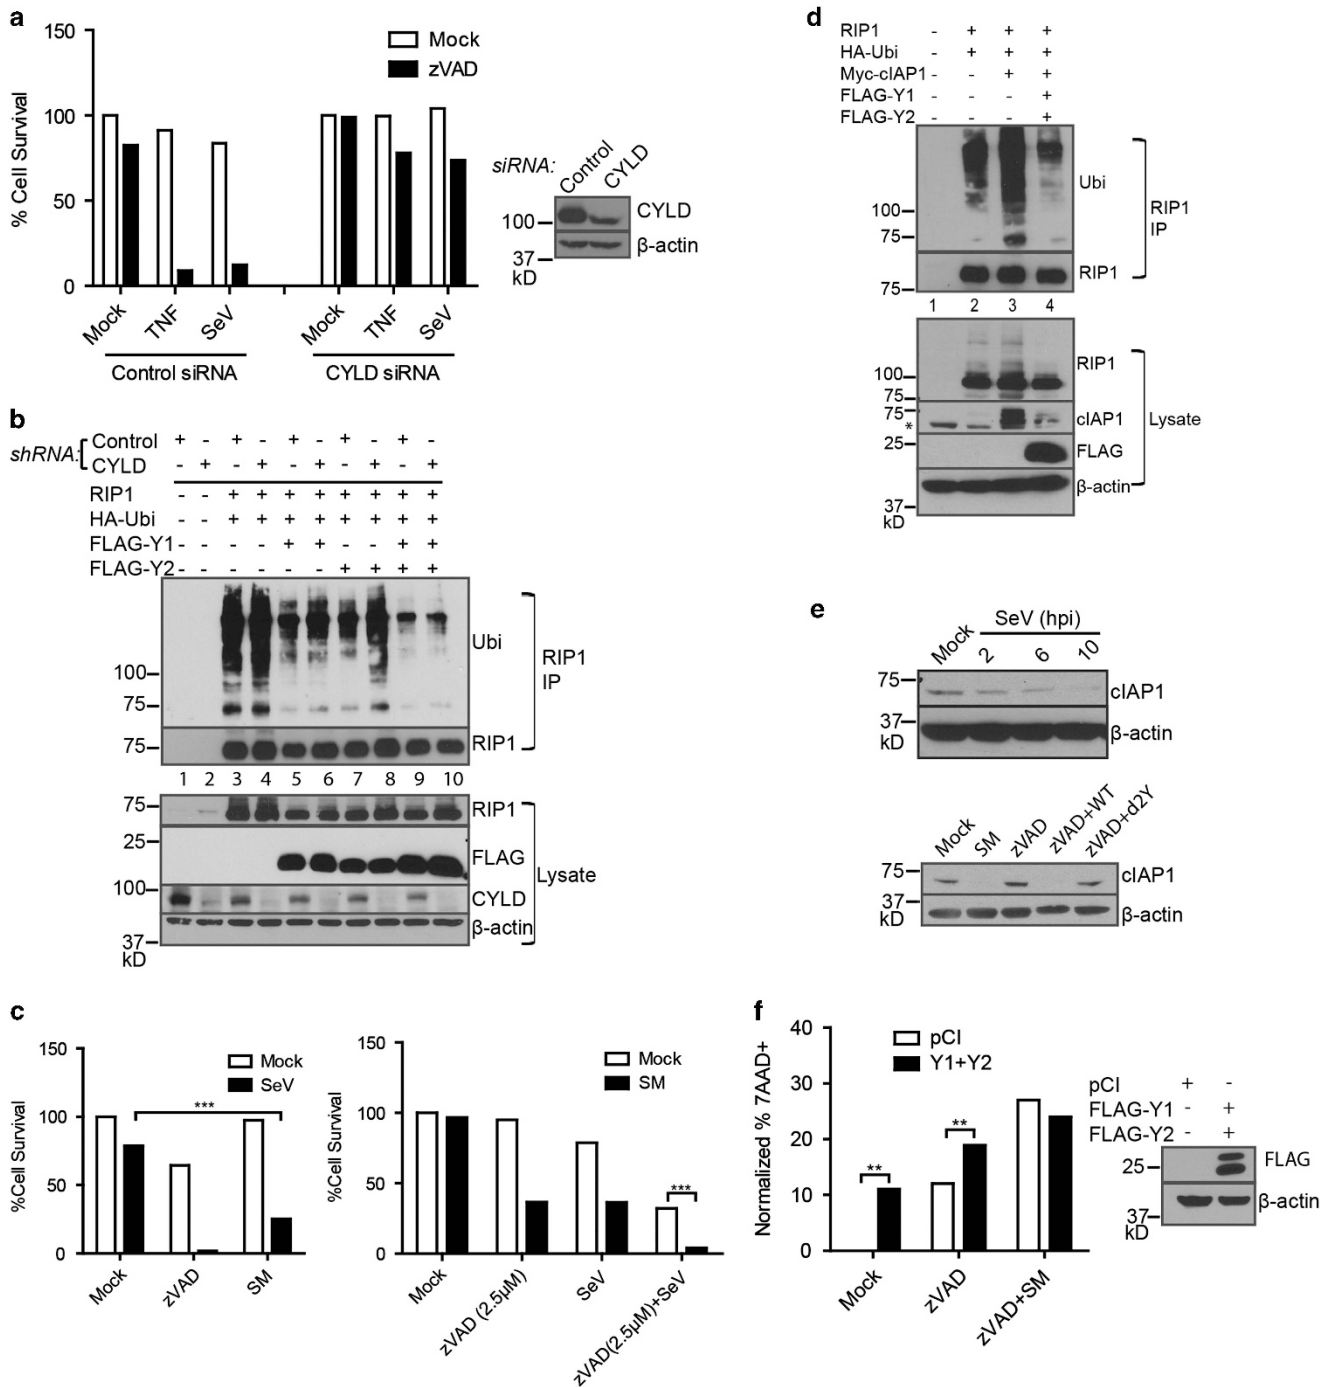 a
150
100
50
0
% Cell Survival
Mock
zVAD
Mock
TNF
SeV
Mock
TNF
SeV
Control siRNA
CYLD siRNA
siRNA:
Control
CYLD
100
CYLD
β-actin
37
kD
b
shRNA:
Control + - + - + - + - + -
CYLD - + - + - + - + - +
RIP1 - - + + + + + + + +
HA-Ubi - - + + + + + + + +
FLAG-Y1 - - - - + + - - + +
FLAG-Y2 - - - - - - + + + +
Ubi
100
75
RIP1
IP
75
RIP1
1 2 3 4 5 6 7 8 9 10
75
RIP1
25
FLAG
Lysate
100
CYLD
β-actin
37
kD
c
150
100
50
0
%Cell Survival
Mock
SeV
***
Mock
zVAD
SM
150
100
50
0
%Cell Survival
Mock
SM
***
Mock
zVAD (2.5μM)
SeV
zVAD(2.5μM)+SeV
d
RIP1 - + + +
HA-Ubi - + + +
Myc-cIAP1 - - + +
FLAG-Y1 - - - +
FLAG-Y2 - - - +
Ubi
100
75
RIP1
IP
RIP1
75
1 2 3 4
RIP1
100
75
75
cIAP1
*
Lysate
25
FLAG
β-actin
37
kD
e
SeV (hpi)
Mock 2 6 10
75
cIAP1
37
kD
β-actin
Mock
SM
zVAD
zVAD+WT
zVAD+d2Y
75
cIAP1
37
kD
β-actin
f
40
30
20
10
0
Normalized % 7AAD+
pCI
Y1+Y2
**
**
Mock
zVAD
zVAD+SM
pCI + -
FLAG-Y1 - +
FLAG-Y2 - +
25
FLAG
β-actin
37
kD